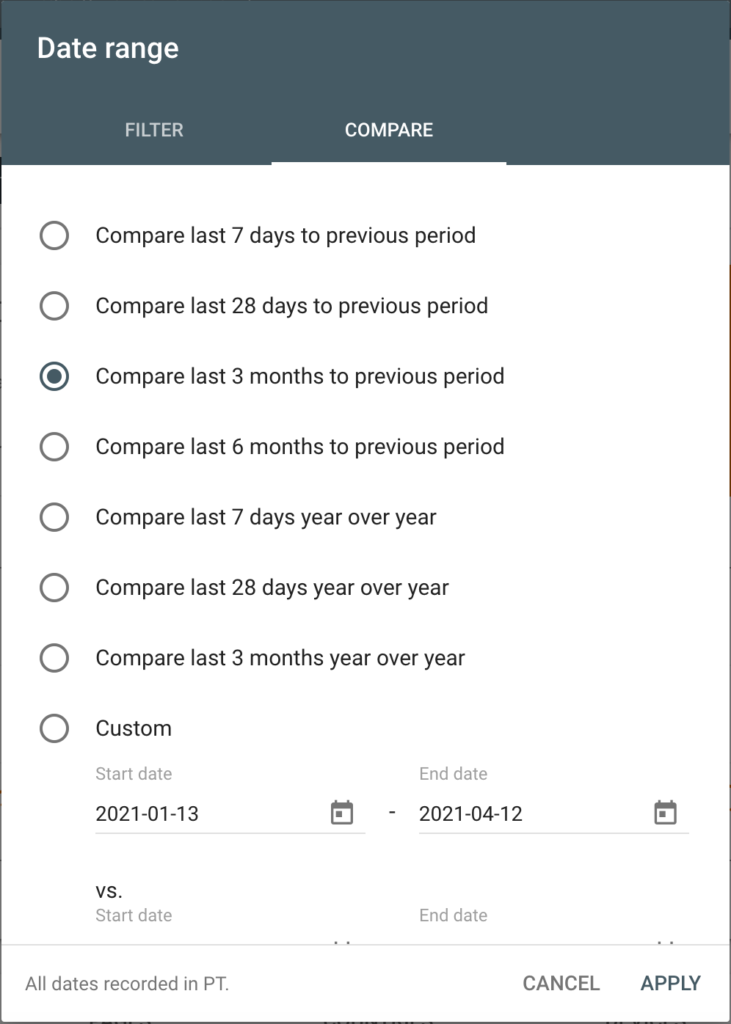 Date range
FILTER COMPARE
Compare last 7 days to previous period
Compare last 28 days to previous period
Compare last 3 months to previous period
Compare last 6 months to previous period
Compare last 7 days year over year
Compare last 28 days year over year
Compare last 3 months year over year
Custom
Start date End date
2021-01-13 - 2021-04-12
vs.
Start date End date
All dates recorded in PT. CANCEL APPLY